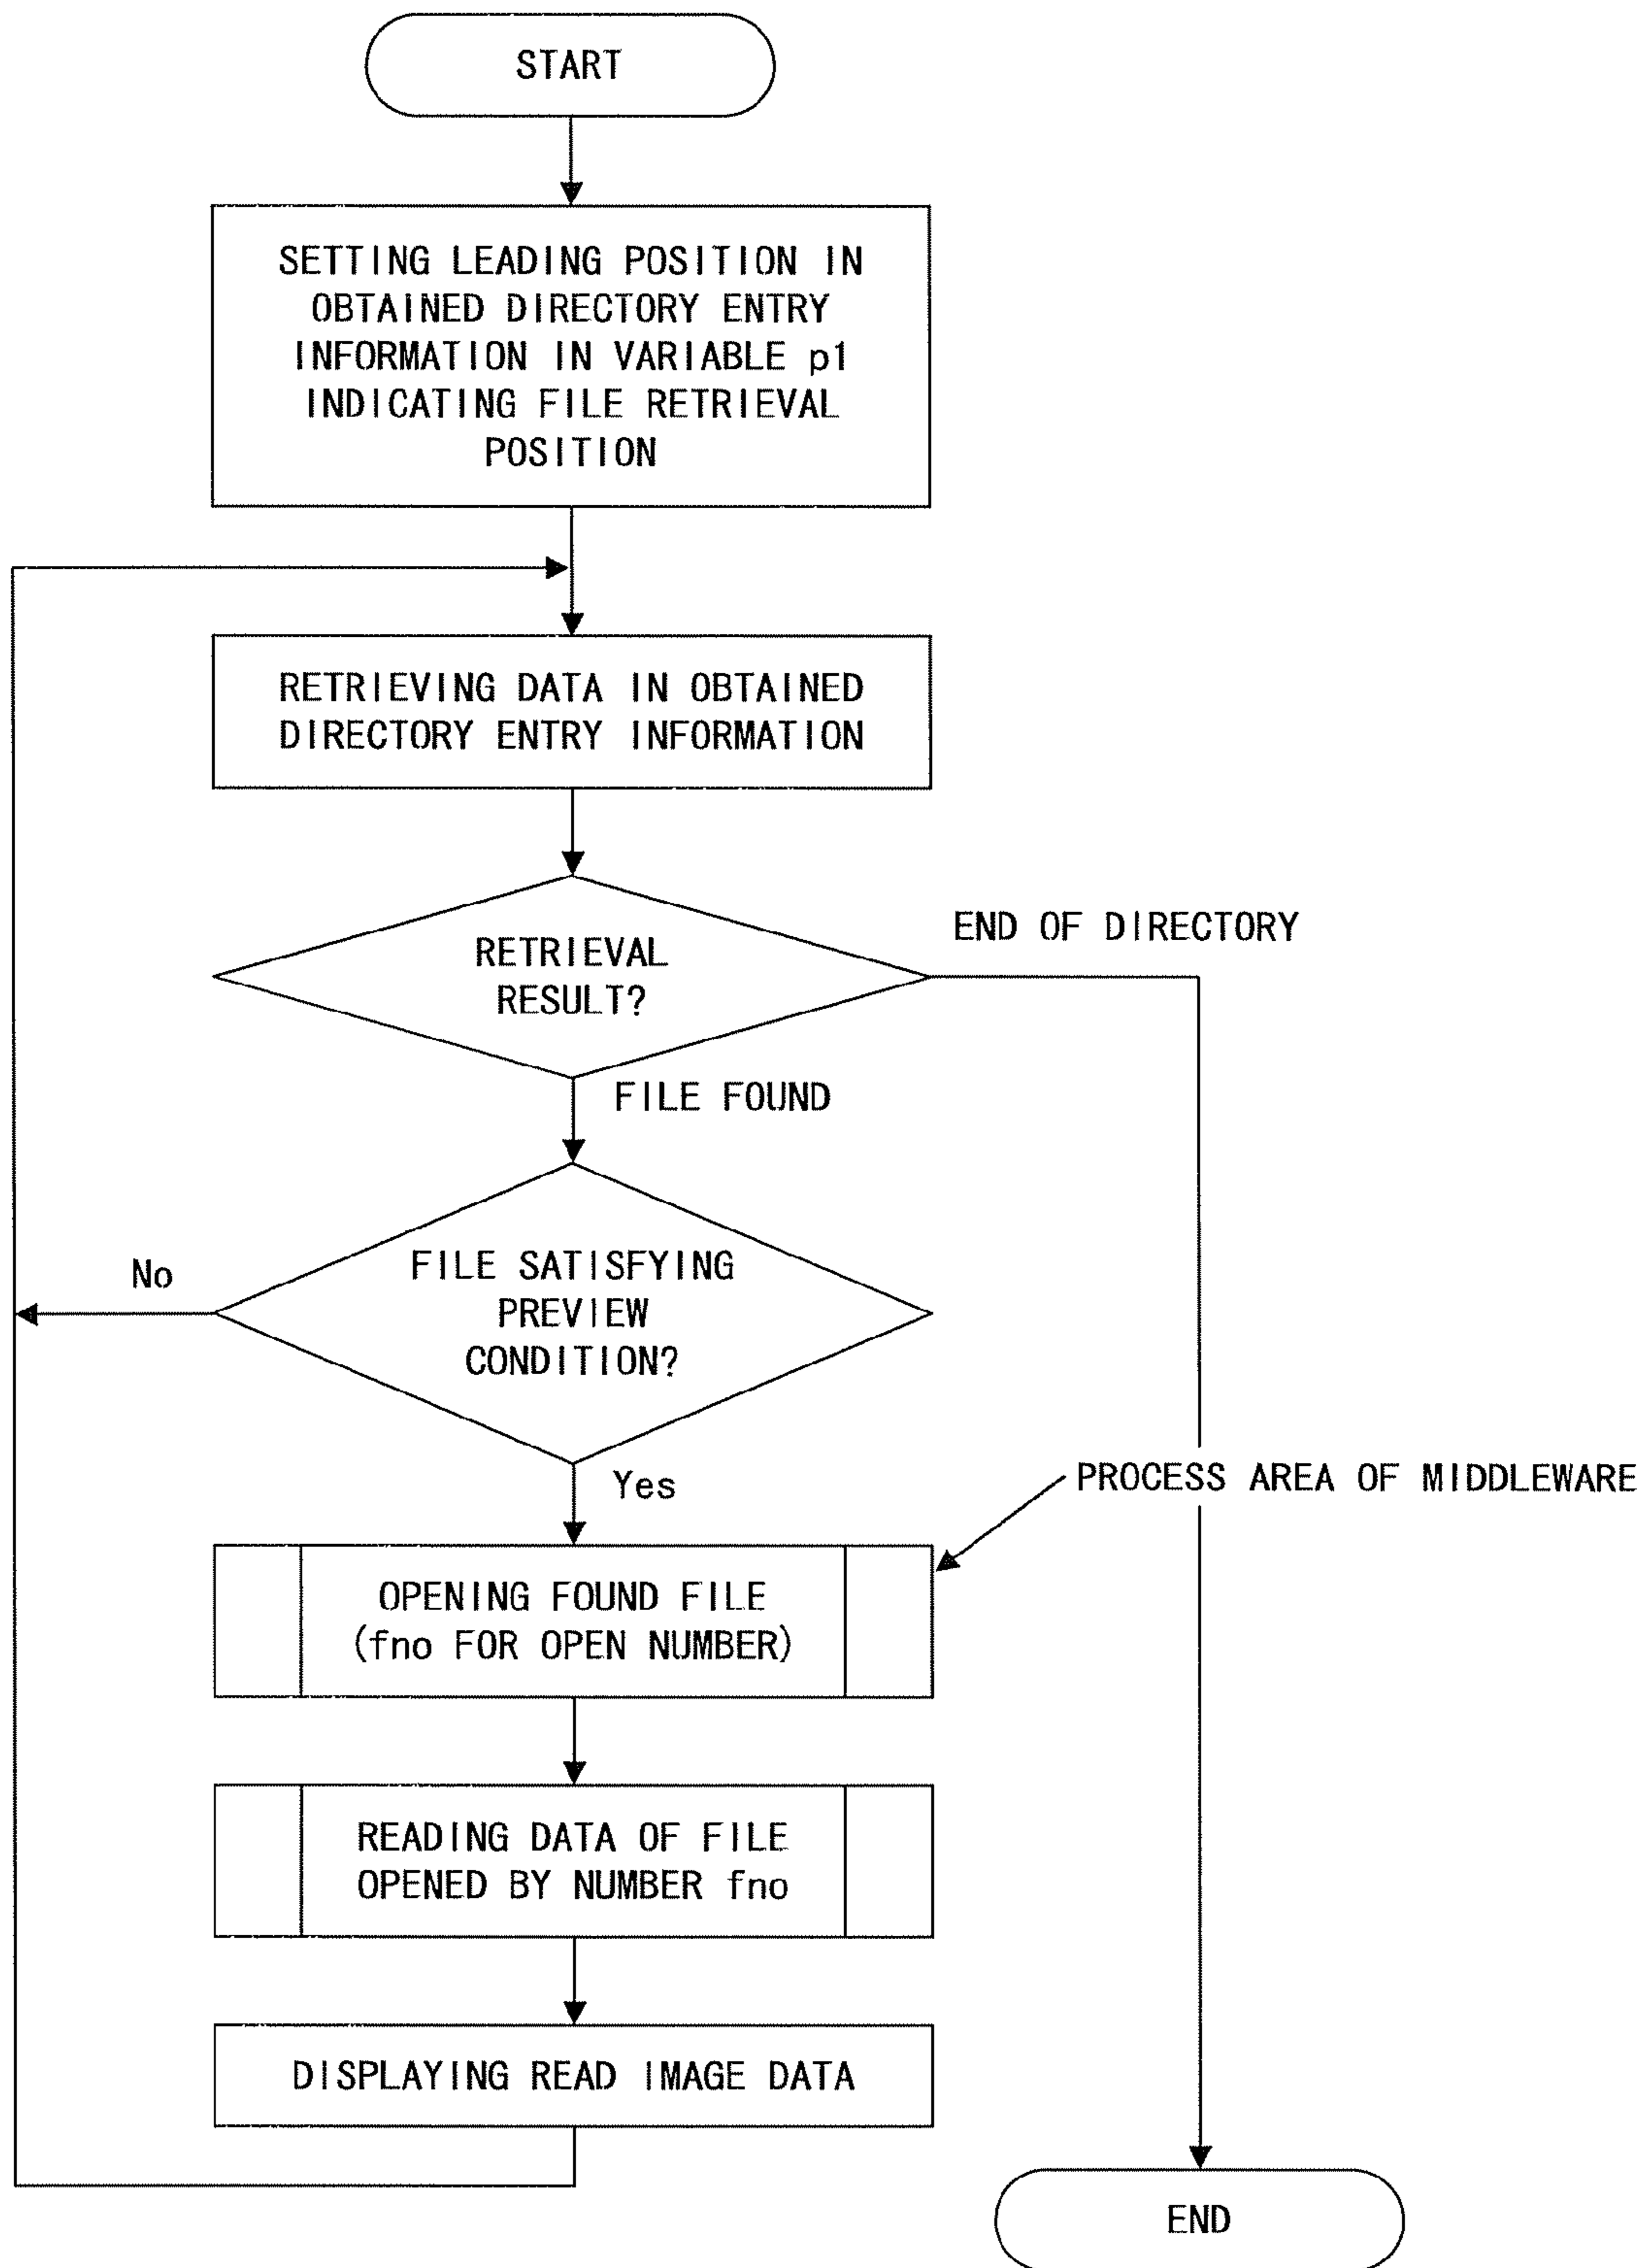 START
SETTING LEADING POSITION IN
OBTAINED DIRECTORY ENTRY
INFORMATION IN VARIABLE p1
INDICATING FILE RETRIEVAL
POSITION
RETRIEVING DATA IN OBTAINED
DIRECTORY ENTRY INFORMATION
END OF DIRECTORY
RETRIEVAL
RESULT?
FILE FOUND
No
FILE SATISFYING
PREVIEW
CONDITION?
Yes
PROCESS AREA OF MIDDLEWARE
OPENING FOUND FILE
(fno FOR OPEN NUMBER)
READING DATA OF FILE
OPENED BY NUMBER fno
DISPLAYING READ IMAGE DATA
END